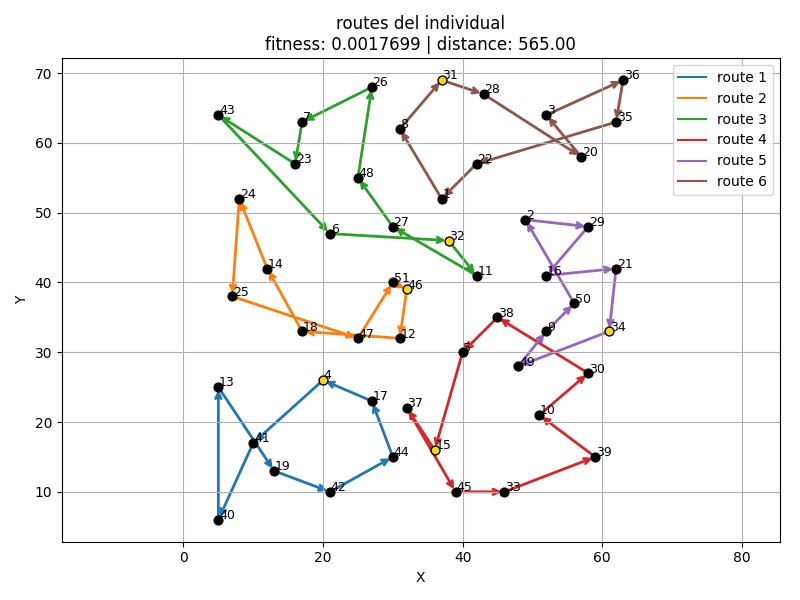 routes del individual
fitness: 0.0017699 | distance: 565.00
route 1
route 2
route 3
route 4
route 5
route 6
Y
70
60
50
40
30
20
10
0 20 40 60 80
X
43 7 26 31 28 36
8 3 35
23 22 20
48 1
24 2 29
6 27 32
14 11 16 21
25 51 46 50
18 47 12 38 9 34
5 49 30
13 4 17 37 10
41 44 15 39
19 42 45 33
40